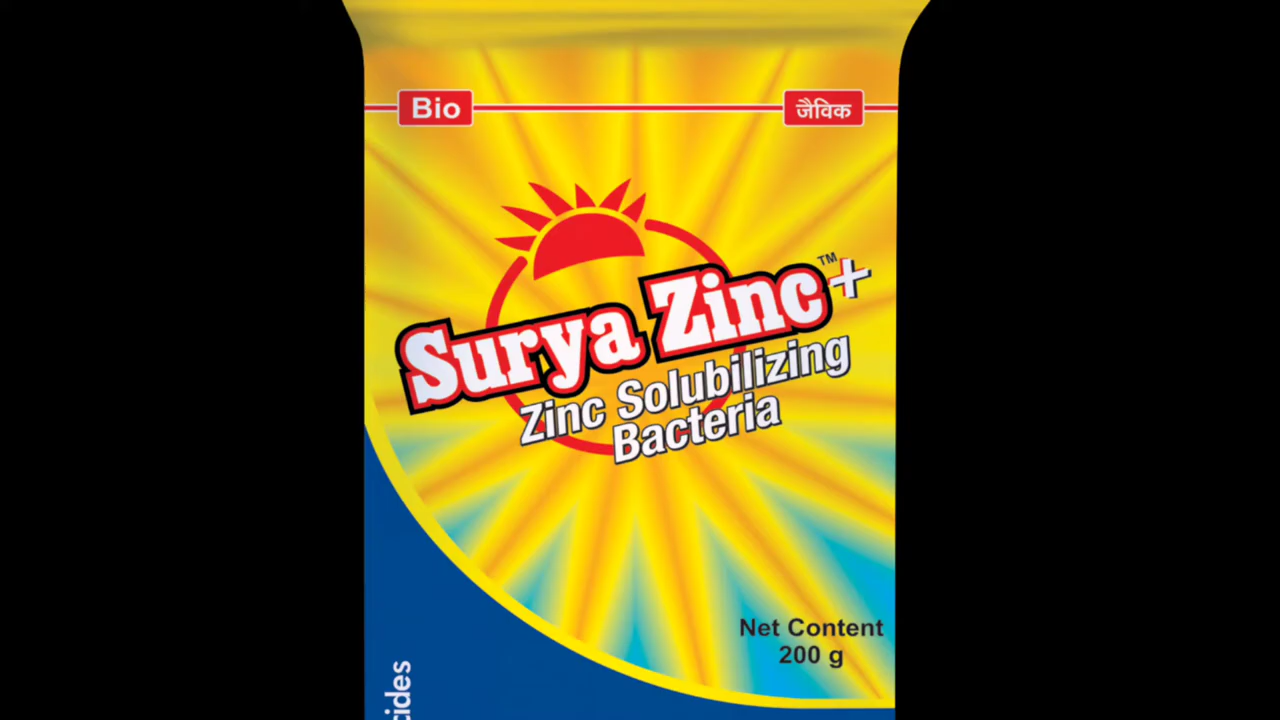 Bio
जैविक
Surya Zinc™+
Zinc Solubilizing
Bacteria
Net Content
200 g
cides